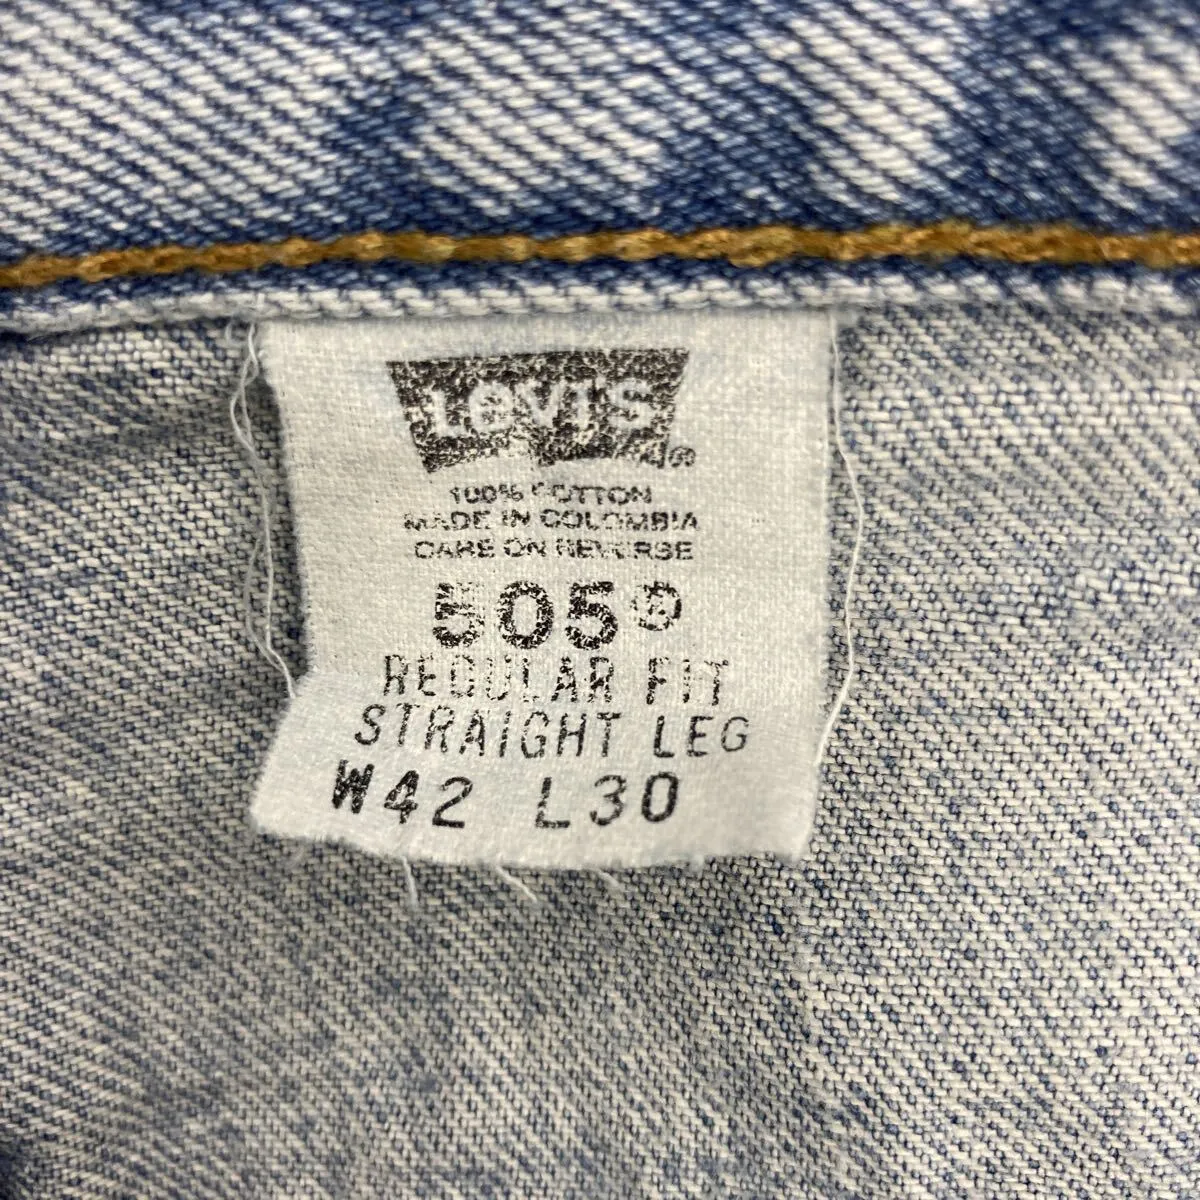 Levi's®
100% COTTON
MADE IN COLOMBIA
CARE ON REVERSE
505®
REGULAR FIT
STRAIGHT LEG
W42 L30